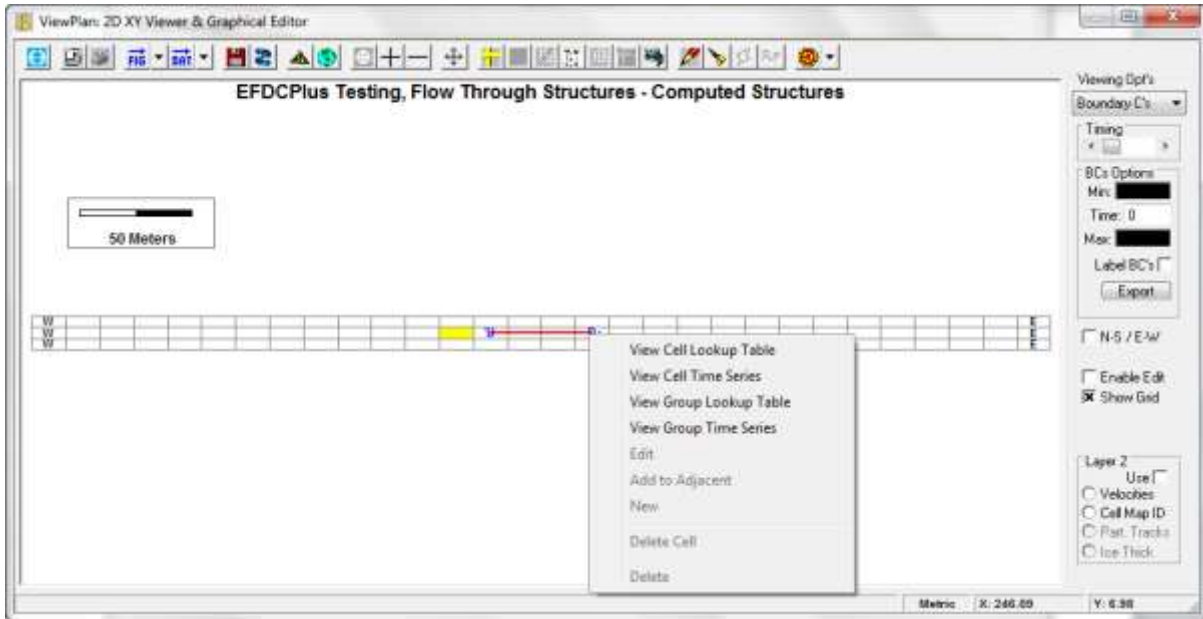 ViewPlan: 2D XY Viewer & Graphical Editor
FIG
DAT
EFDCPlus Testing, Flow Through Structures - Computed Structures
50 Meters
W
W
W
U
D
E
E
E
View Cell Lookup Table
View Cell Time Series
View Group Lookup Table
View Group Time Series
Edit
Add to Adjacent
New
Delete Cell
Delete
Viewing Opt's
Boundary C's
Timing
BCs Options
Min:
Time: 0
Max:
Label BC's
Export
N-S / E-W
Enable Edit
Show Grid
Layer 2
Use
Velocities
Cell Map ID
Part. Tracks
Ice Thick
Metric X: 246.09 Y: 6.98